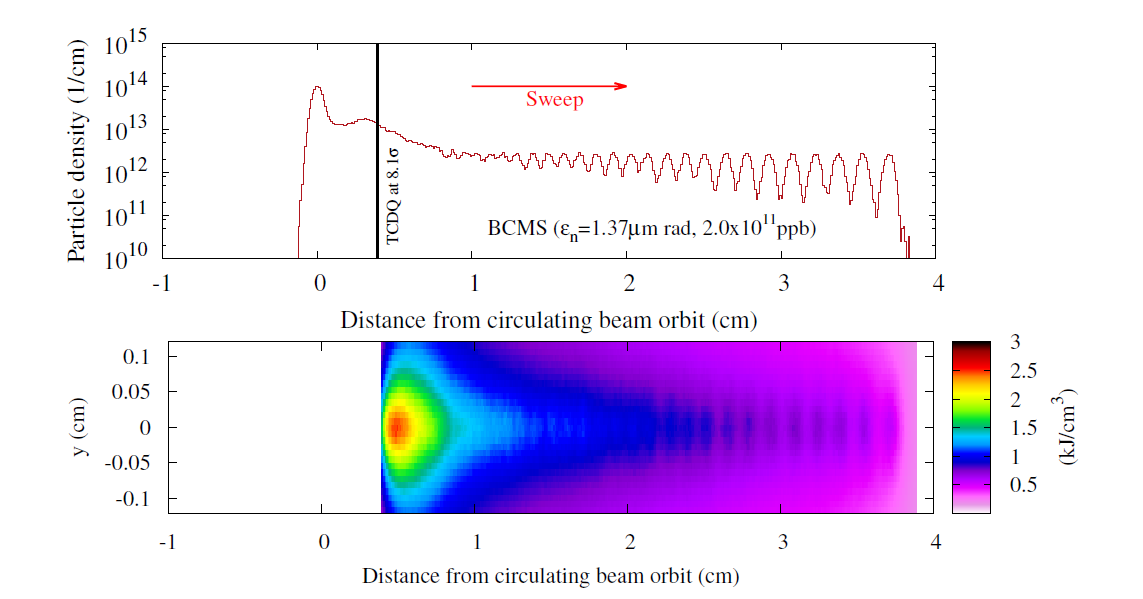 Particle density (1/cm)
10^15
10^14
10^13
10^12
10^11
10^10
Sweep
TCDQ at 8.1σ
BCMS (ε_n=1.37μm rad, 2.0x10^11ppb)
-1 0 1 2 3 4
Distance from circulating beam orbit (cm)
y (cm)
0.1
0.05
0
-0.05
-0.1
3
2.5
2
1.5
1
0.5
(kJ/cm^3)
-1 0 1 2 3 4
Distance from circulating beam orbit (cm)